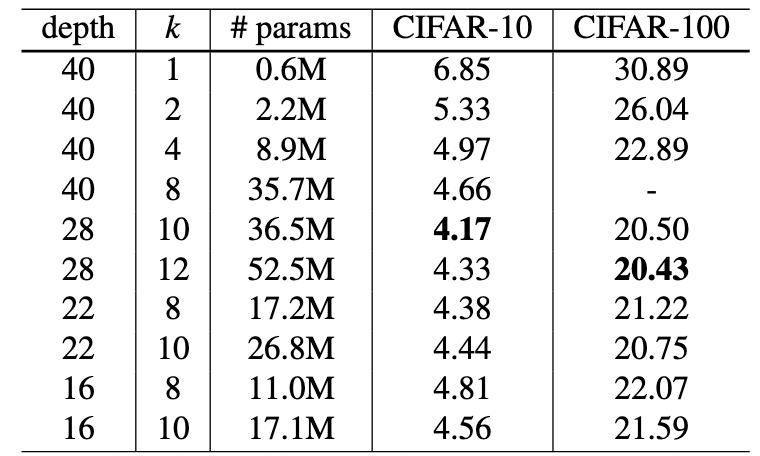 depth k # params CIFAR-10 CIFAR-100
40 1 0.6M 6.85 30.89
40 2 2.2M 5.33 26.04
40 4 8.9M 4.97 22.89
40 8 35.7M 4.66 -
28 10 36.5M 4.17 20.50
28 12 52.5M 4.33 20.43
22 8 17.2M 4.38 21.22
22 10 26.8M 4.44 20.75
16 8 11.0M 4.81 22.07
16 10 17.1M 4.56 21.59